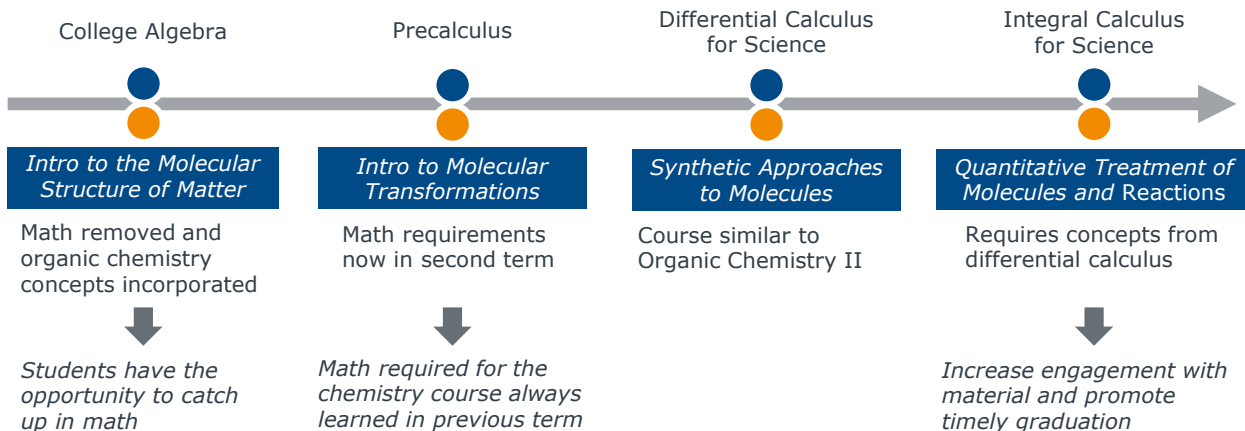 College Algebra
Precalculus
Differential Calculus
for Science
Integral Calculus
for Science
Intro to the Molecular
Structure of Matter
Intro to Molecular
Transformations
Synthetic Approaches
to Molecules
Quantitative Treatment of
Molecules and Reactions
Math removed and
organic chemistry
concepts incorporated
Math requirements
now in second term
Course similar to
Organic Chemistry II
Requires concepts from
differential calculus
Students have the
opportunity to catch
up in math
Math required for the
chemistry course always
learned in previous term
Increase engagement with
material and promote
timely graduation